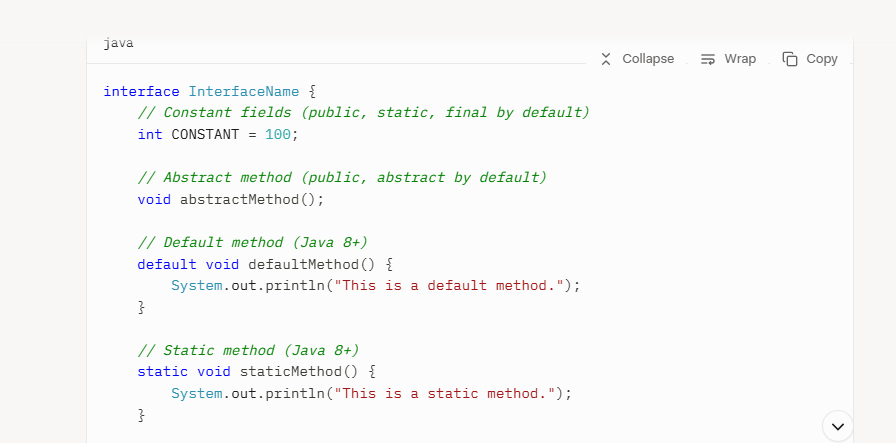 java
Collapse Wrap Copy
interface InterfaceName {
    // Constant fields (public, static, final by default)
    int CONSTANT = 100;
    // Abstract method (public, abstract by default)
    void abstractMethod();
    // Default method (Java 8+)
    default void defaultMethod() {
        System.out.println("This is a default method.");
    }
    // Static method (Java 8+)
    static void staticMethod() {
        System.out.println("This is a static method.");
    }